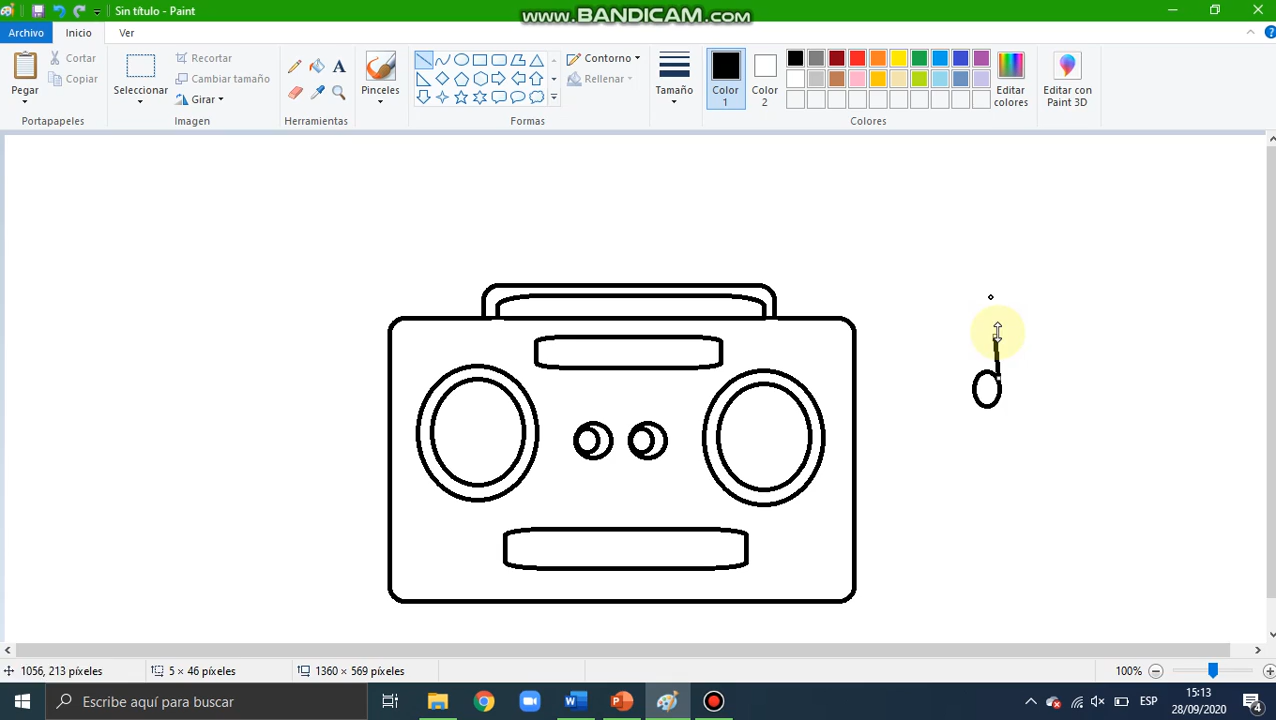 Sin título - Paint
www.BANDICAM.com
Archivo
Inicio
Ver
Pegar
Cortar
Copiar
Portapapeles
Seleccionar
Recortar
Cambiar tamaño
Girar
Imagen
A
Herramientas
Pinceles
Contorno
Rellenar
Formas
Tamaño
Color 1
Color 2
Editar colores
Colores
Editar con Paint 3D
1056, 213 píxeles
5 × 46 píxeles
1360 × 569 píxeles
100%
Escribe aquí para buscar
ESP
15:13
28/09/2020
4